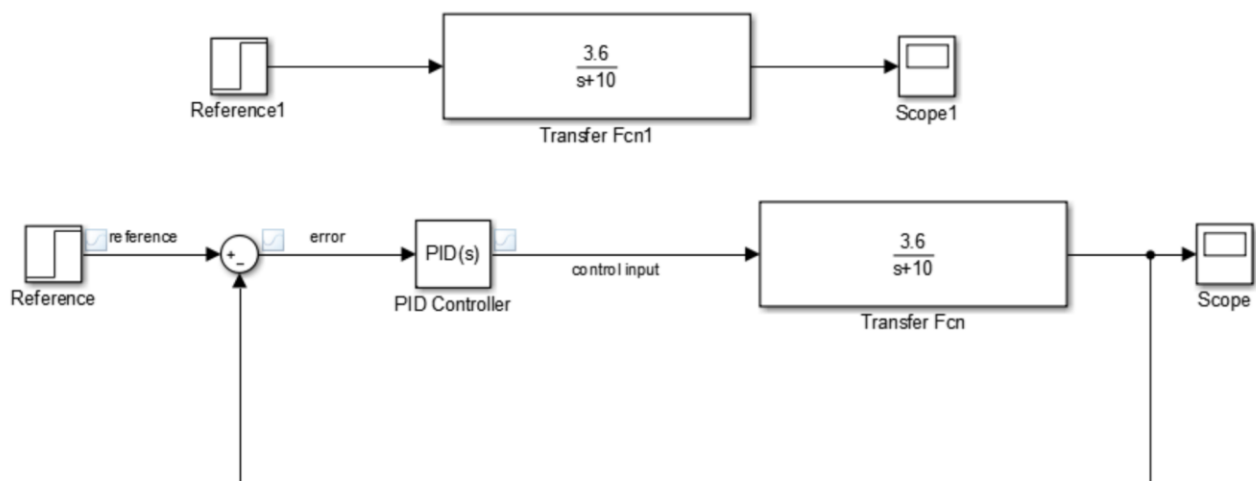 3.6
s+10
Reference1
Transfer Fcn1
Scope1
reference
error
+
−
PID(s)
control input
3.6
s+10
Reference
PID Controller
Transfer Fcn
Scope